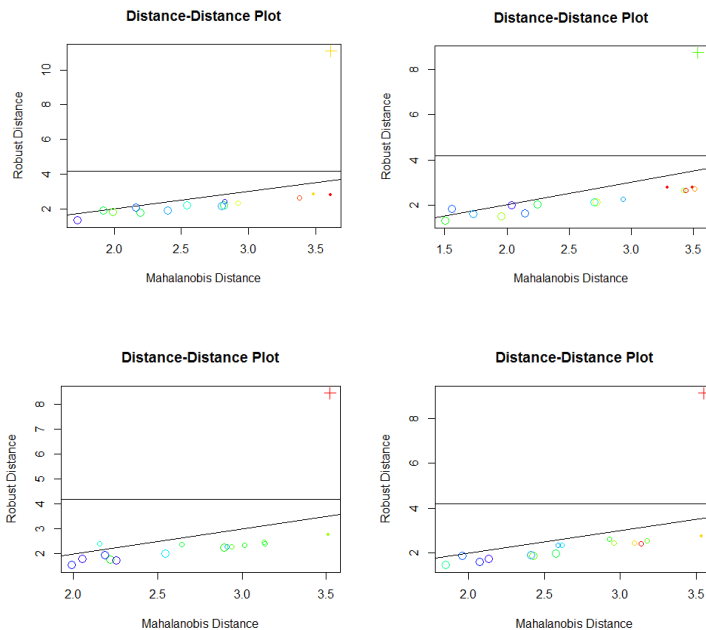 Distance-Distance Plot
Robust Distance
10
8
6
4
2
2.0 2.5 3.0 3.5
Mahalanobis Distance
Distance-Distance Plot
Robust Distance
8
6
4
2
1.5 2.0 2.5 3.0 3.5
Mahalanobis Distance
Distance-Distance Plot
Robust Distance
8
7
6
5
4
3
2
2.0 2.5 3.0 3.5
Mahalanobis Distance
Distance-Distance Plot
Robust Distance
8
6
4
2
2.0 2.5 3.0 3.5
Mahalanobis Distance